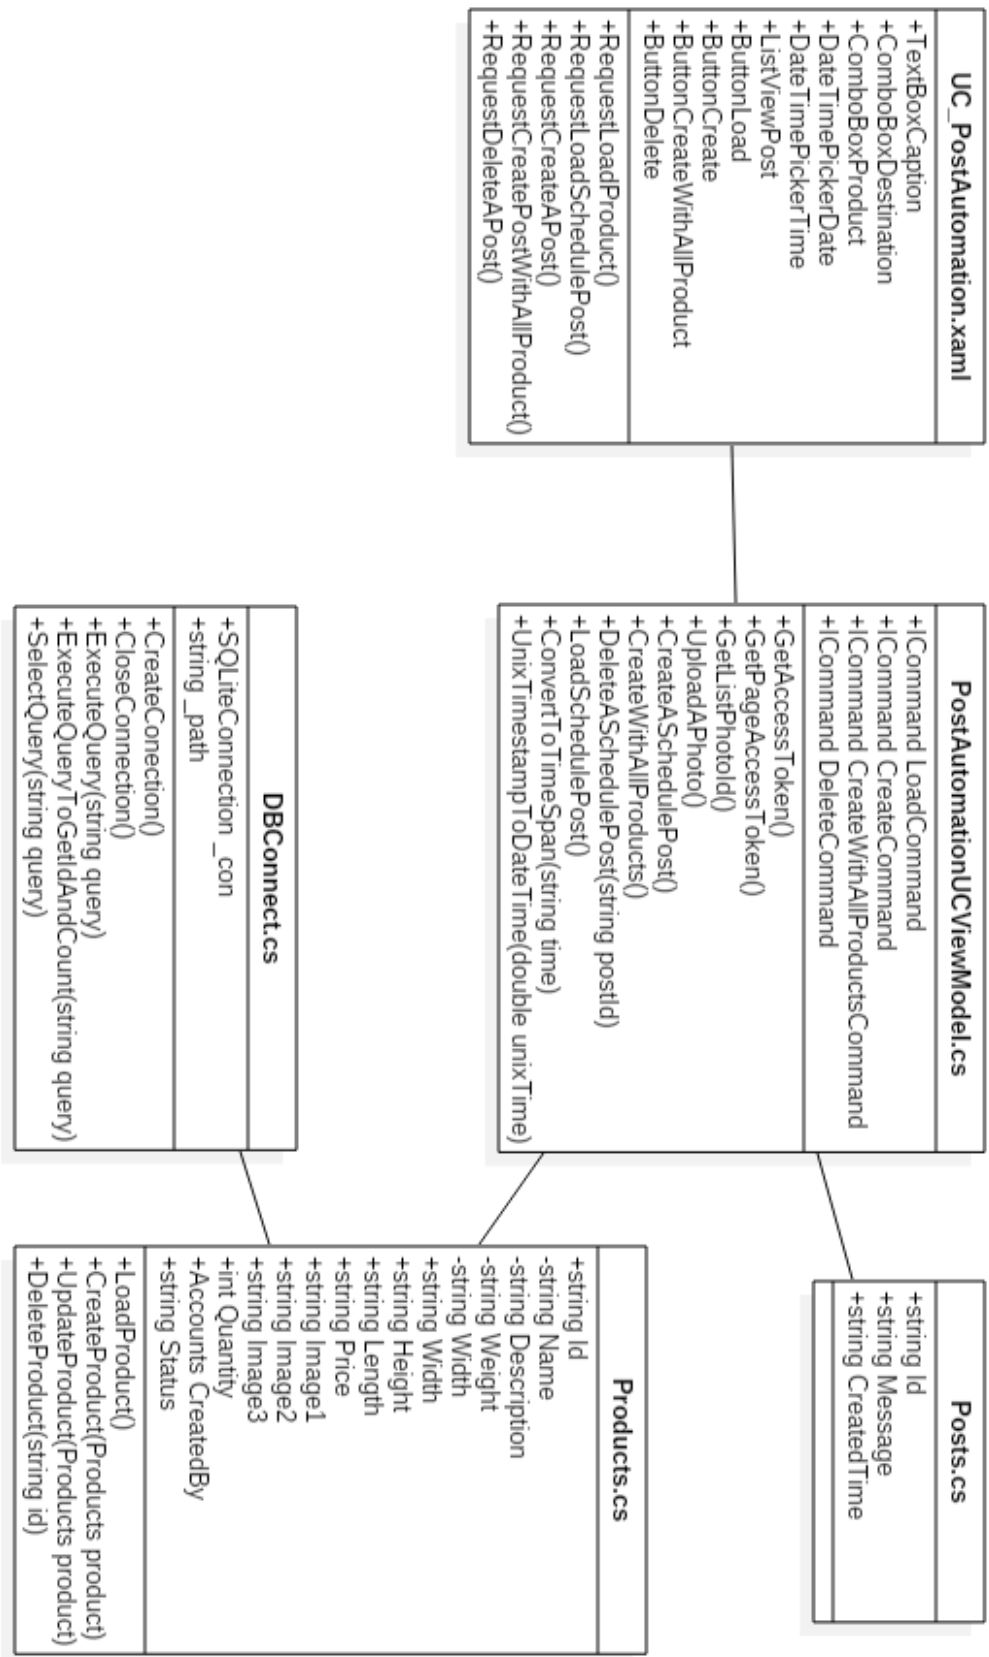 UC_PostAutomation.xaml
+TextBoxCaption
+ComboBoxDestination
+ComboBoxProduct
+DateTimePickerDate
+DateTimePickerTime
+ListViewPost
+ButtonLoad
+ButtonCreate
+ButtonCreateWithAllProduct
+ButtonDelete
+RequestLoadProduct()
+RequestLoadSchedulePost()
+RequestCreateAPost()
+RequestCreatePostWithAllProduct()
+RequestDeleteAPost()
PostAutomationUCViewModel.cs
+ICommand LoadCommand
+ICommand CreateCommand
+ICommand CreateWithAllProductsCommand
+ICommand DeleteCommand
+GetAccessToken()
+GetPageAccessToken()
+GetListPhotoId()
+UploadAPhoto()
+CreateASchedulePost()
+CreateWithAllProducts()
+DeleteASchedulePost(string postId)
+LoadSchedulePost()
+ConvertToTimeSpan(string time)
+UnixTimestampToDateTime(double unixTime)
Posts.cs
+string Id
+string Message
+string CreatedTime
DBConnect.cs
+SQLiteConnection _con
+string _path
+CreateConection()
+CloseConnection()
+ExecuteQuery(string query)
+ExecuteQueryToGetIdAndCount(string query)
+SelectQuery(string query)
Products.cs
+string Id
-string Name
-string Description
-string Weight
-string Width
+string Width
+string Height
+string Length
+string Price
+string Image1
+string Image2
+string Image3
+int Quantity
+Accounts CreatedBy
+string Status
+LoadProduct()
+CreateProduct(Products product)
+UpdateProduct(Products product)
+DeleteProduct(string id)